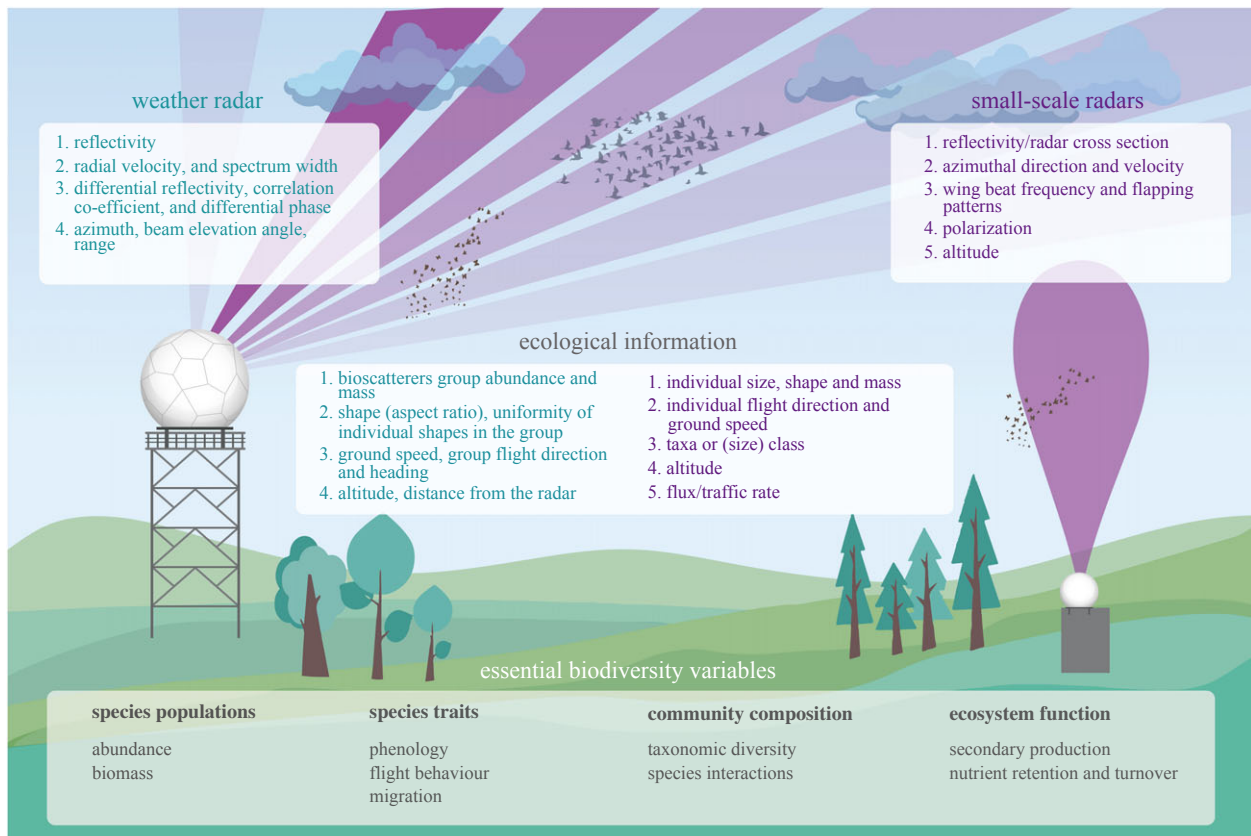 weather radar
1. reflectivity
2. radial velocity, and spectrum width
3. differential reflectivity, correlation
co-efficient, and differential phase
4. azimuth, beam elevation angle,
range
small-scale radars
1. reflectivity/radar cross section
2. azimuthal direction and velocity
3. wing beat frequency and flapping
patterns
4. polarization
5. altitude
ecological information
1. bioscatterers group abundance and
mass
2. shape (aspect ratio), uniformity of
individual shapes in the group
3. ground speed, group flight direction
and heading
4. altitude, distance from the radar
1. individual size, shape and mass
2. individual flight direction and
ground speed
3. taxa or (size) class
4. altitude
5. flux/traffic rate
essential biodiversity variables
species populations
abundance
biomass
species traits
phenology
flight behaviour
migration
community composition
taxonomic diversity
species interactions
ecosystem function
secondary production
nutrient retention and turnover